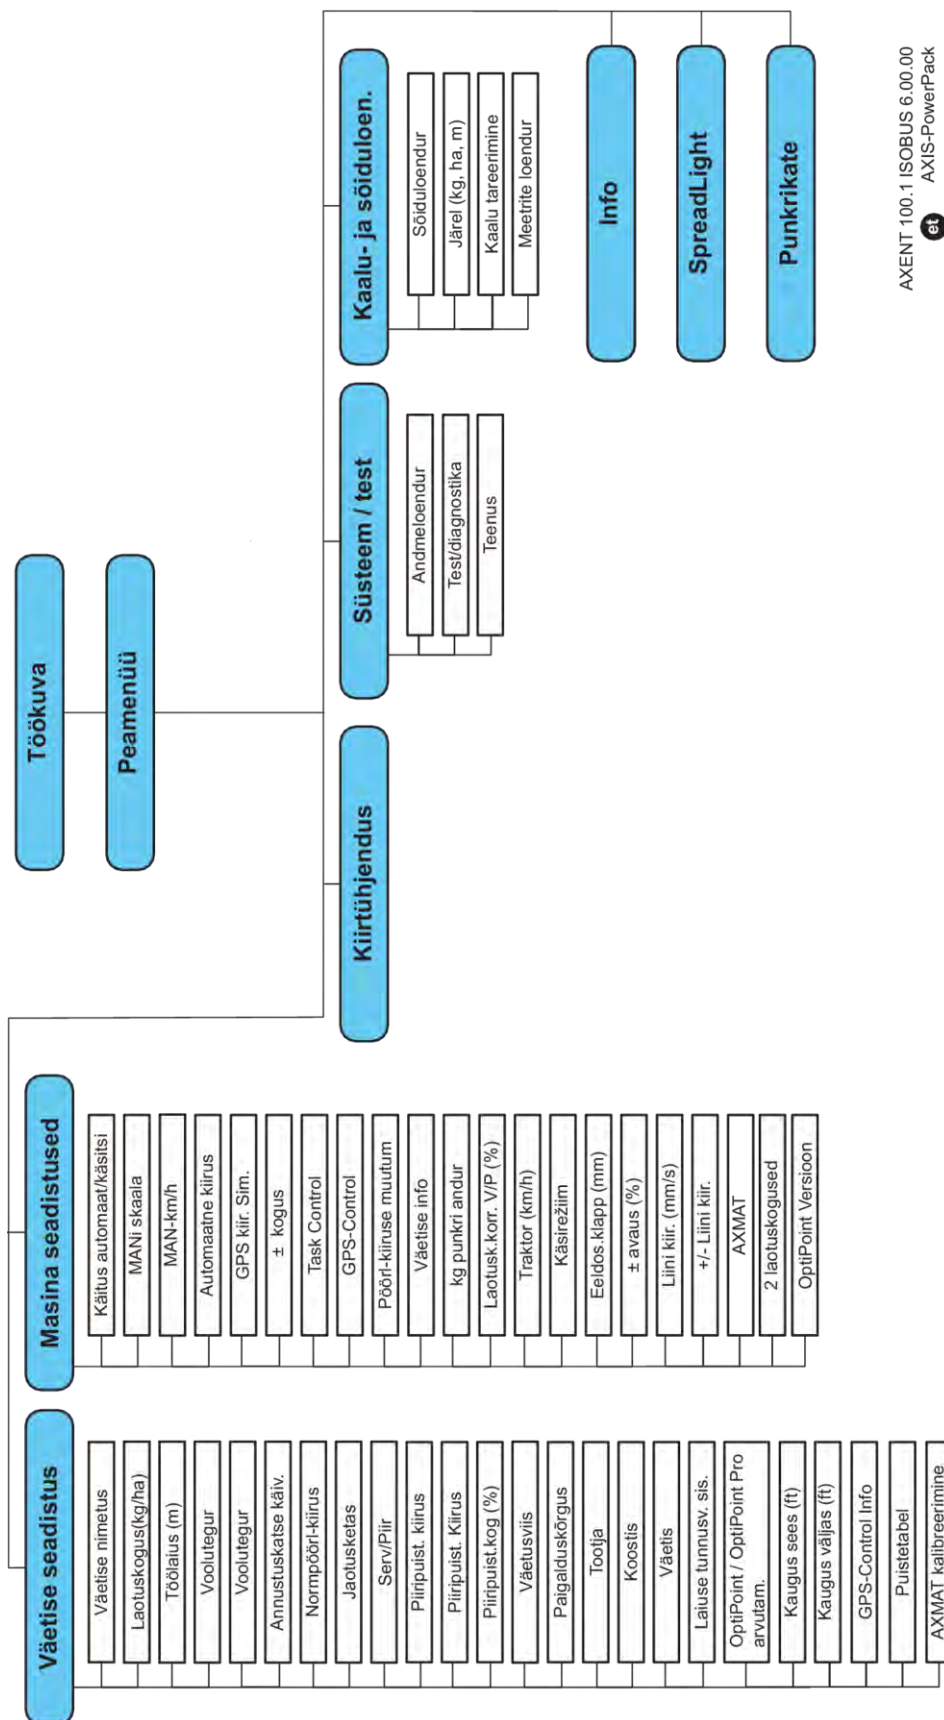 Töökuva
Peamenüü
Väetise seadistus
Väetise nimetus
Laotuskogus(kg/ha)
Töölaius (m)
Voolutegur
Voolutegur
Annustuskatse käiv.
Normpöörl-kiirus
Jaotusketas
Serv/Piir
Piiripuist. kiirus
Piiripuist. Kiirus
Piiripuist.kog (%)
Väetusviis
Paigalduskõrgus
Tootja
Koostis
Väetis
Laiuse tunnusv. sis.
OptiPoint / OptiPoint Pro
arvutam.
Kaugus sees (ft)
Kaugus väljas (ft)
GPS-Control Info
Puistetabel
AXMAT kalibreerimine
Masina seadistused
Käitus automaat/käsitsi
MANi skaala
MAN-km/h
Automaatne kiirus
GPS kiir. Sim.
± kogus
Task Control
GPS-Control
Pöörl-kiiruse muutum
Väetise info
kg punkri andur
Laotusk.korr. V/P (%)
Traktor (km/h)
Käsirežiim
Eeldos.klapp (mm)
± avaus (%)
Liini kiir. (mm/s)
+/- Liini kiir.
AXMAT
2 laotuskogused
OptiPoint Versioon
Kiirtühjendus
Süsteem / test
Andmeloendur
Test/diagnostika
Teenus
Kaalu- ja sõiduloen.
Sõiduloendur
Järel (kg, ha, m)
Kaalu tareerimine
Meetrite loendur
Info
SpreadLight
Punkrikate
AXENT 100.1 ISOBUS 6.00.00
et AXIS-PowerPack